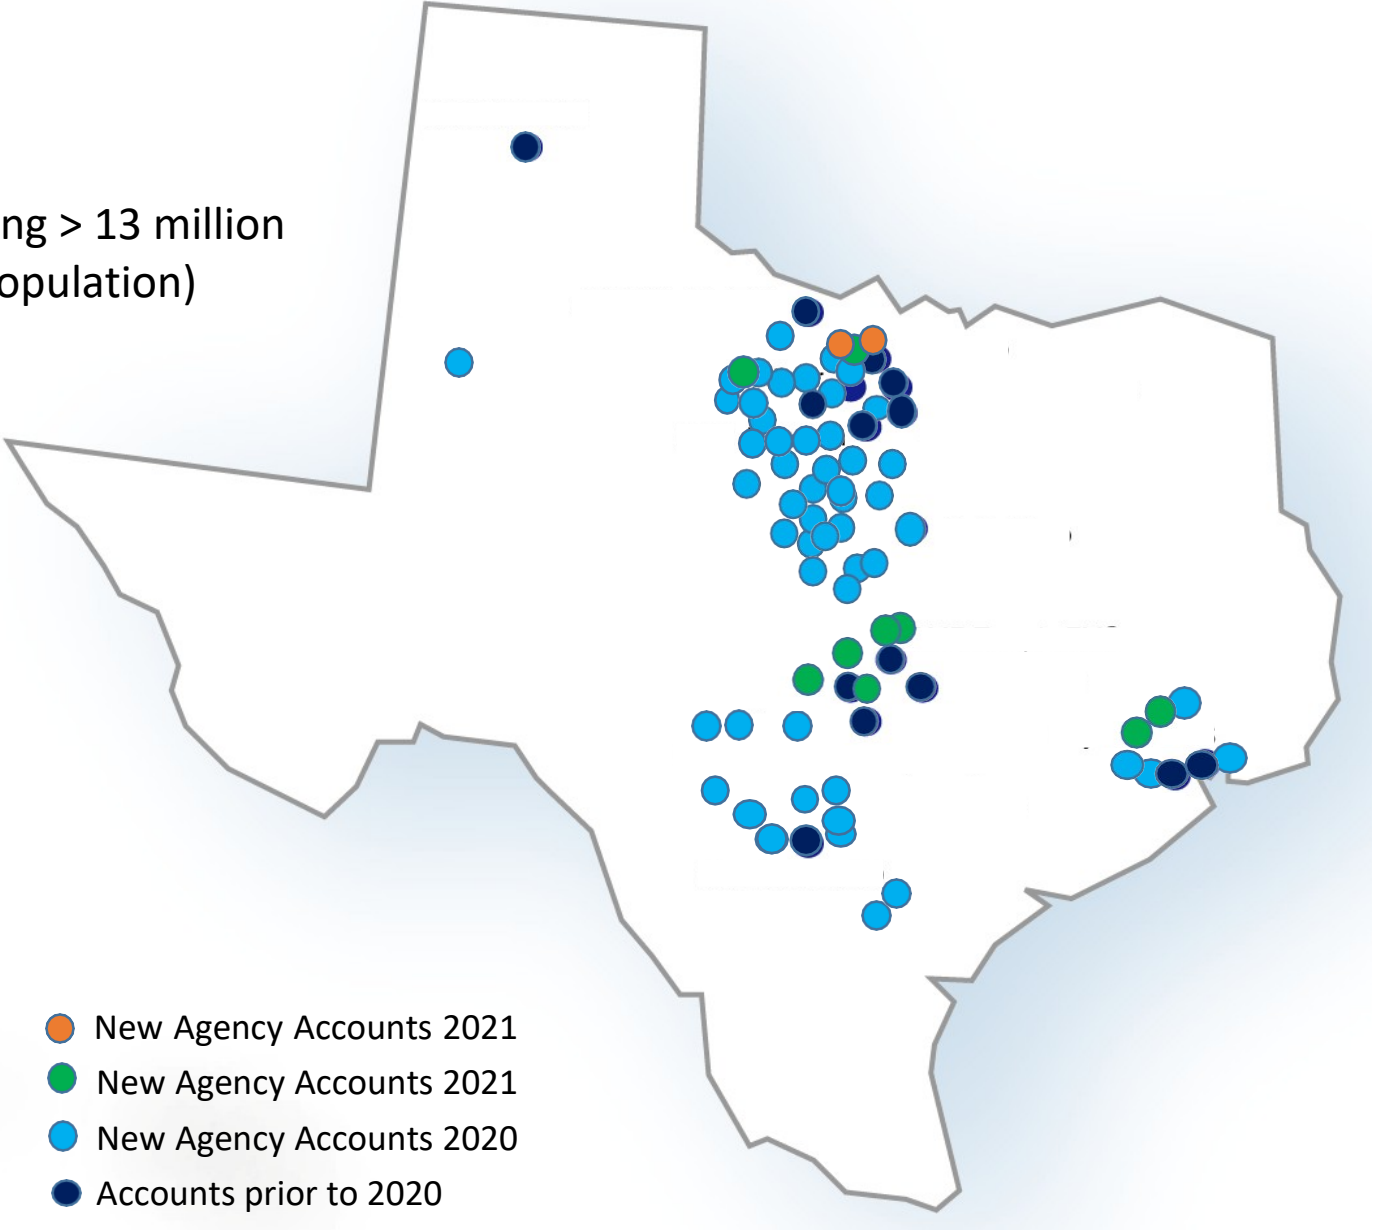 ng > 13 million
opulation)
New Agency Accounts 2021
New Agency Accounts 2021
New Agency Accounts 2020
Accounts prior to 2020